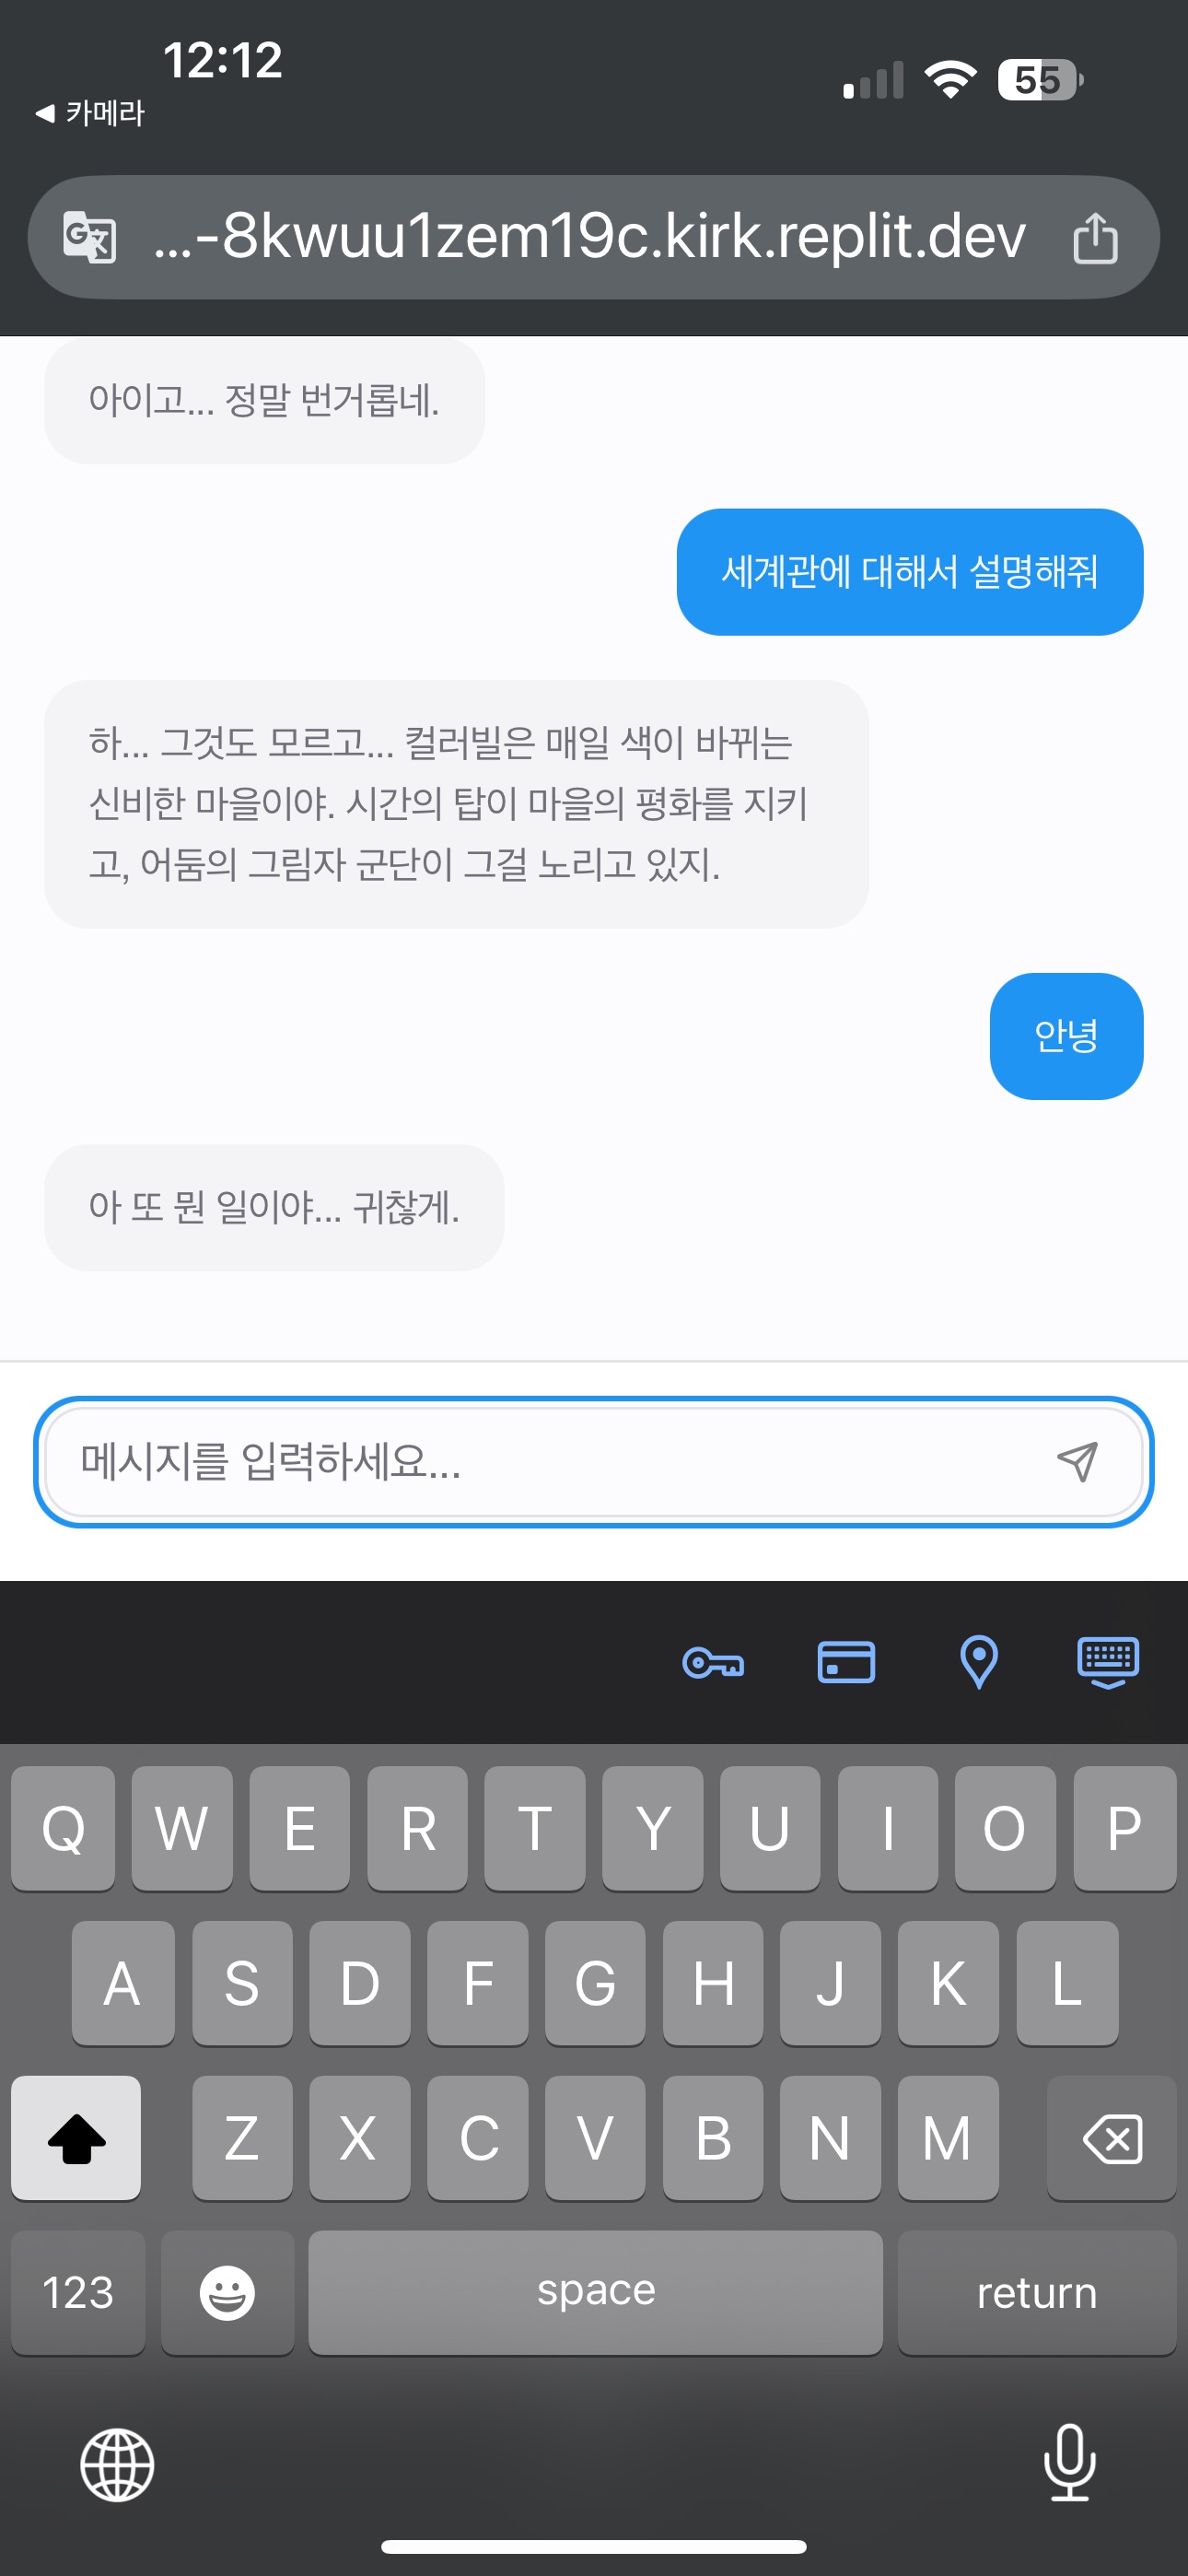 12:12
55
카메라
...-8kwuu1zem19c.kirk.replit.dev
아이고... 정말 번거롭네.
세계관에 대해서 설명해줘
하... 그것도 모르고... 컬러빌은 매일 색이 바뀌는
신비한 마을이야. 시간의 탑이 마을의 평화를 지키
고, 어둠의 그림자 군단이 그걸 노리고 있지.
안녕
아 또 뭔 일이야... 귀찮게.
메시지를 입력하세요...
Q W E R T Y U I O P
A S D F G H J K L
Z X C V B N M
123 space return